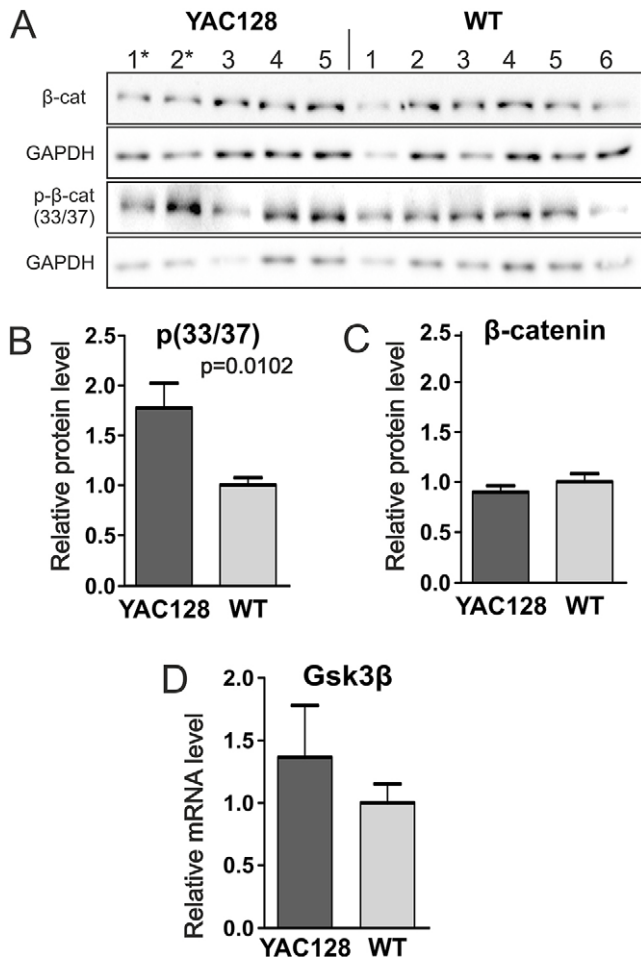 A
YAC128 WT
1* 2* 3 4 5 1 2 3 4 5 6
β-cat
GAPDH
p-β-cat
(33/37)
GAPDH
B
p(33/37)
p=0.0102
Relative protein level
2.5
2.0
1.5
1.0
0.5
0.0
YAC128 WT
C
β-catenin
Relative protein level
2.5
2.0
1.5
1.0
0.5
0.0
YAC128 WT
D
Gsk3β
Relative mRNA level
2.0
1.5
1.0
0.5
0.0
YAC128 WT